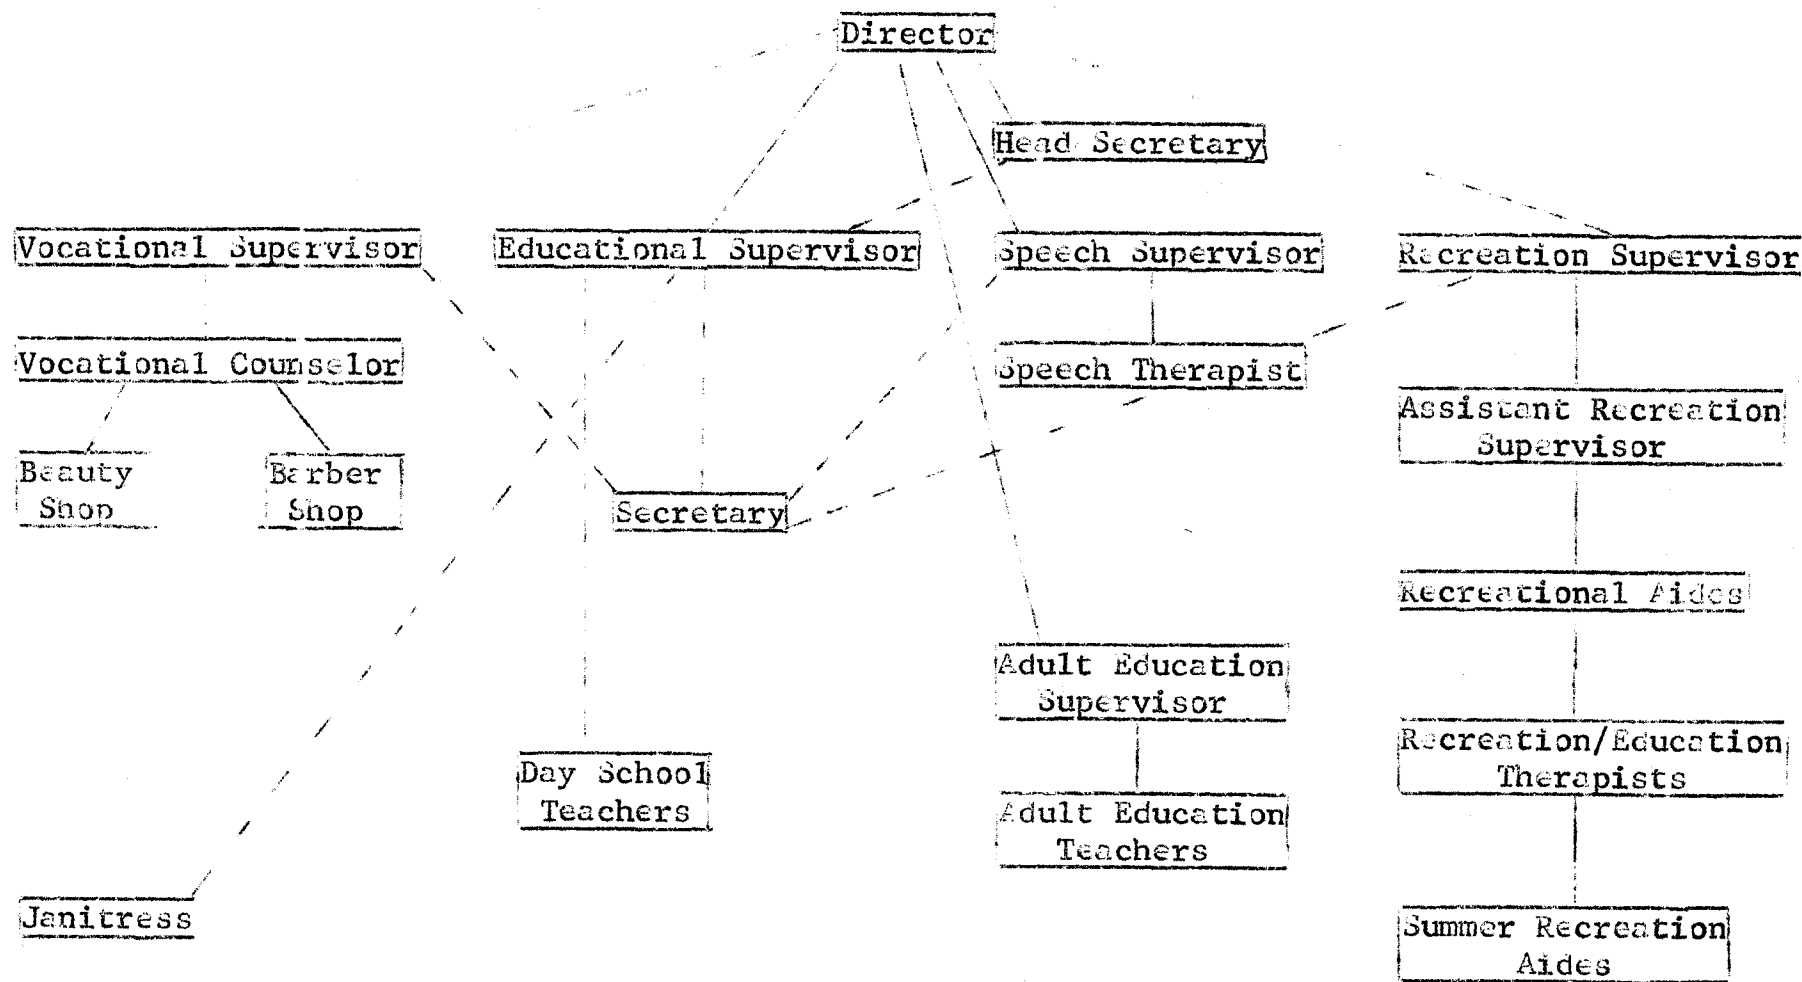 Director
Head Secretary
Vocational Supervisor
Educational Supervisor
Speech Supervisor
Recreation Supervisor
Vocational Counselor
Speech Therapist
Assistant Recreation
Supervisor
Beauty
Shop
Barber
Shop
Secretary
Recreational Aides
Adult Education
Supervisor
Recreation/Education
Therapists
Day School
Teachers
Adult Education
Teachers
Janitress
Summer Recreation
Aides